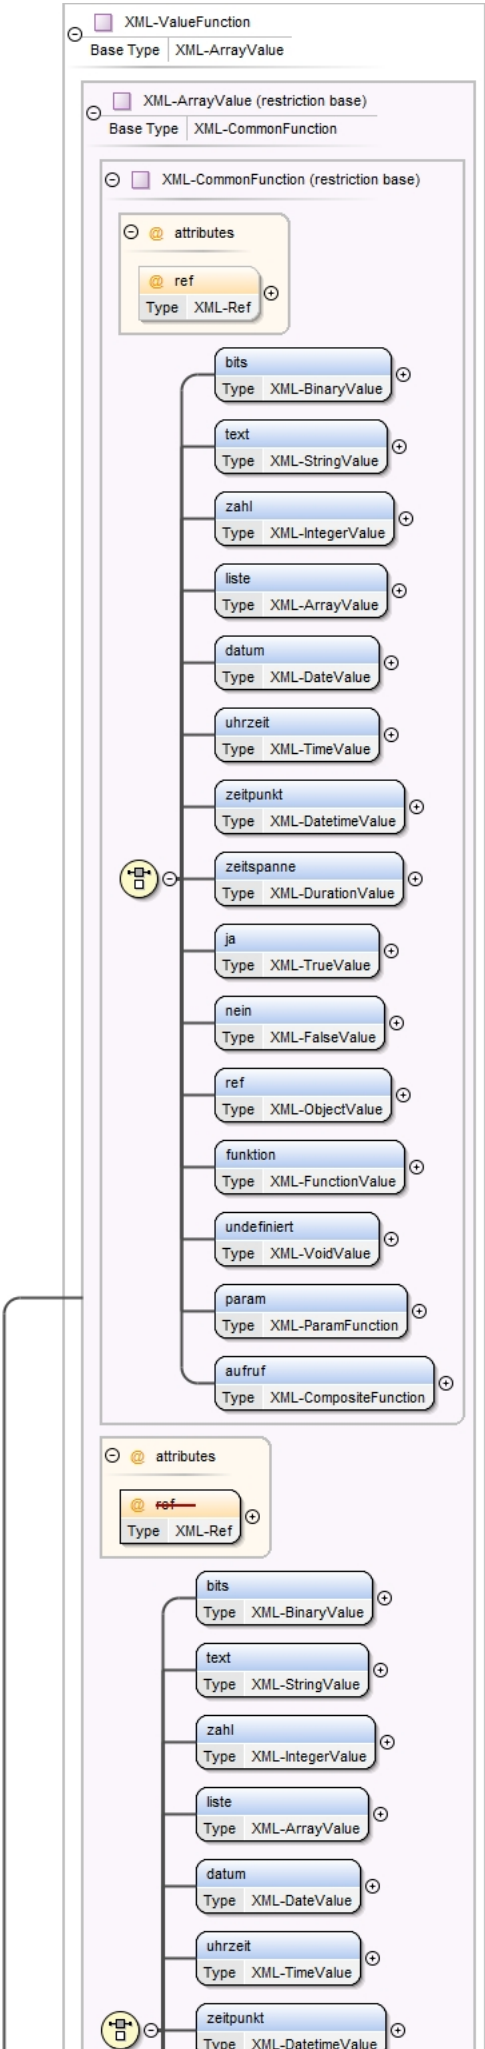 XML-ValueFunction
Base Type XML-ArrayValue
XML-ArrayValue (restriction base)
Base Type XML-CommonFunction
XML-CommonFunction (restriction base)
@ attributes
@ ref
Type XML-Ref
bits
Type XML-BinaryValue
text
Type XML-StringValue
zahl
Type XML-IntegerValue
liste
Type XML-ArrayValue
datum
Type XML-DateValue
uhrzeit
Type XML-TimeValue
zeitpunkt
Type XML-DatetimeValue
zeitspanne
Type XML-DurationValue
ja
Type XML-TrueValue
nein
Type XML-FalseValue
ref
Type XML-ObjectValue
funktion
Type XML-FunctionValue
undefiniert
Type XML-VoidValue
param
Type XML-ParamFunction
aufruf
Type XML-CompositeFunction
@ attributes
@ ref
Type XML-Ref
bits
Type XML-BinaryValue
text
Type XML-StringValue
zahl
Type XML-IntegerValue
liste
Type XML-ArrayValue
datum
Type XML-DateValue
uhrzeit
Type XML-TimeValue
zeitpunkt
Type XML-DatetimeValue